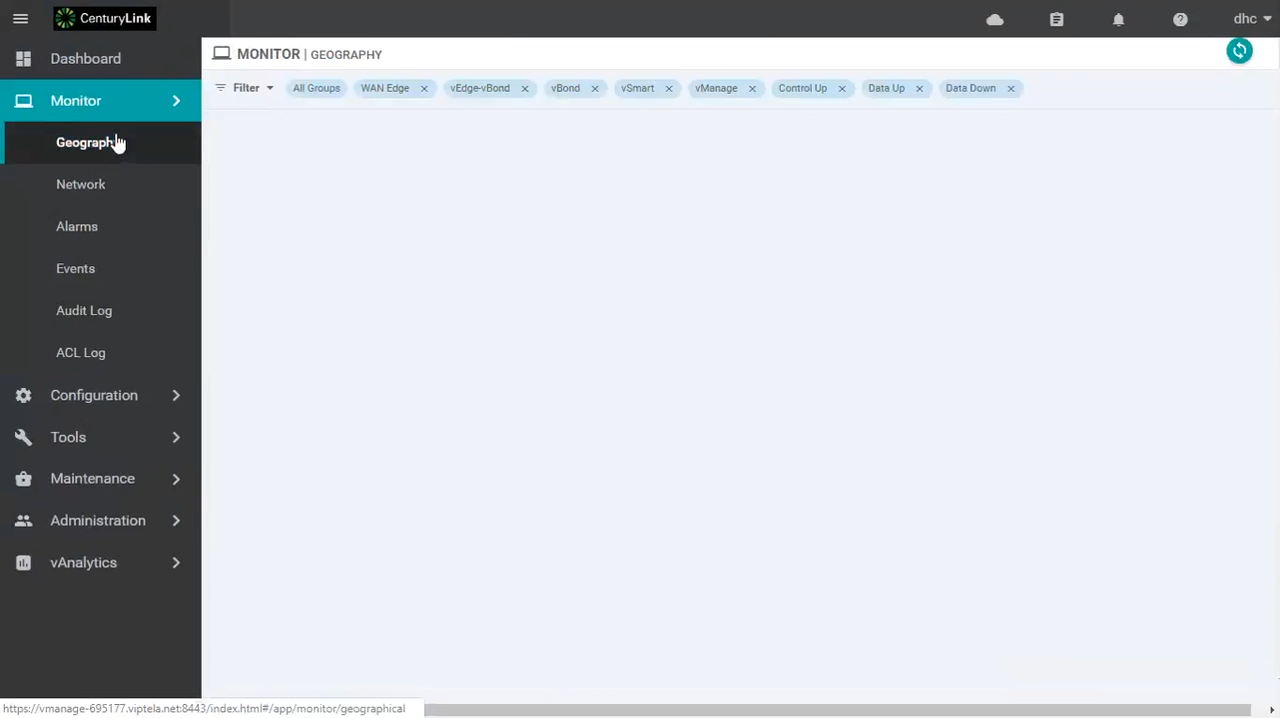 CenturyLink
dhc
Dashboard
Monitor
Geograph
Network
Alarms
Events
Audit Log
ACL Log
Configuration
Tools
Maintenance
Administration
vAnalytics
MONITOR | GEOGRAPHY
Filter All Groups WAN Edge vEdge-vBond vBond vSmart vManage Control Up Data Up Data Down
https://vmanage-695177.viptela.net:8443/index.html#/app/monitor/geographical